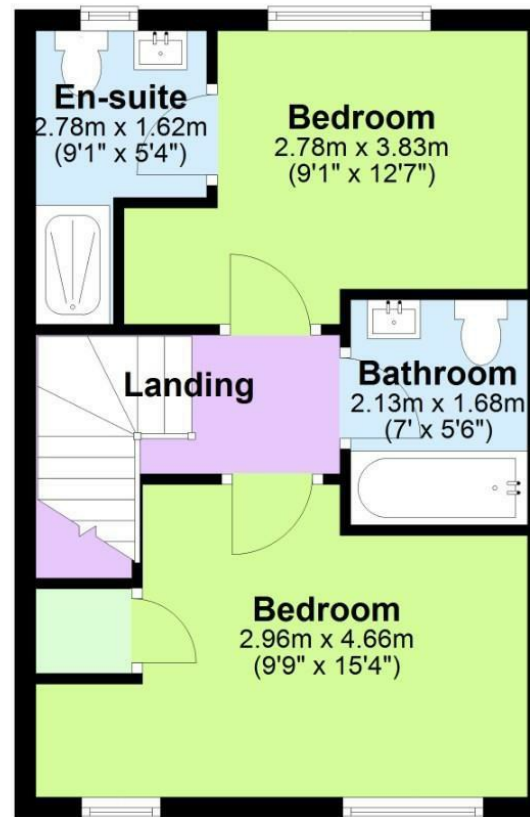 En-suite
2.78m x 1.62m
(9'1" x 5'4")
Bedroom
2.78m x 3.83m
(9'1" x 12'7")
Landing
Bathroom
2.13m x 1.68m
(7' x 5'6")
Bedroom
2.96m x 4.66m
(9'9" x 15'4")